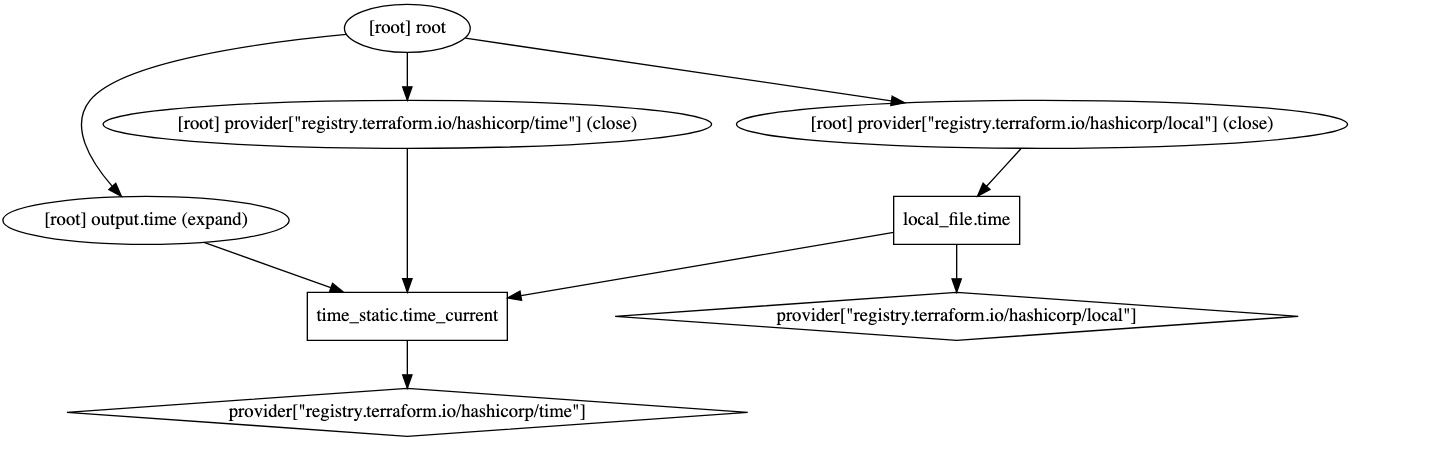 [root] root
[root] provider["registry.terraform.io/hashicorp/time"] (close)
[root] provider["registry.terraform.io/hashicorp/local"] (close)
[root] output.time (expand)
local_file.time
time_static.time_current
provider["registry.terraform.io/hashicorp/local"]
provider["registry.terraform.io/hashicorp/time"]